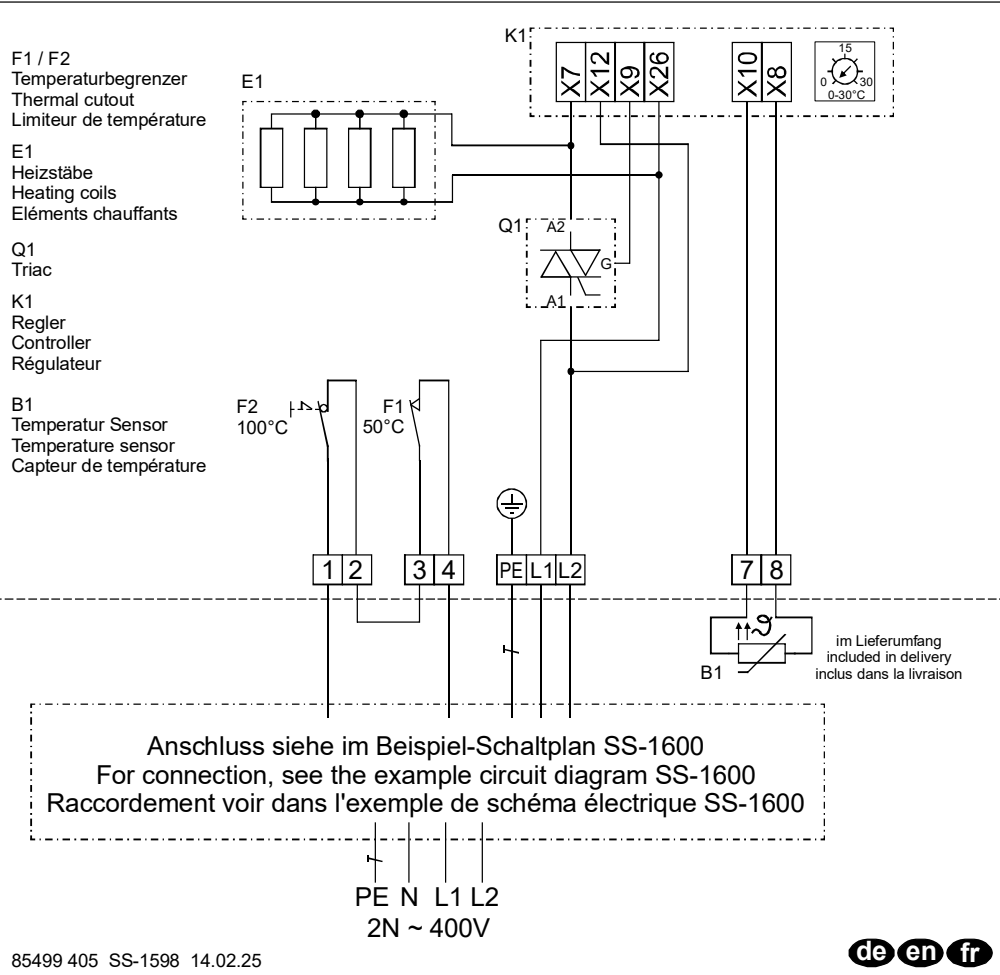 F1 / F2
Temperaturbegrenzer
Thermal cutout
Limiteur de température
E1
Heizstäbe
Heating coils
Eléments chauffants
Q1
Triac
K1
Regler
Controller
Régulateur
B1
Temperatur Sensor
Temperature sensor
Capteur de température
E1
K1
X7 X12 X9 X26
X10 X8
15
0 30
0-30°C
Q1
A2
G
A1
F2
100°C
F1
50°C
1 2 3 4 PE L1 L2 7 8
B1
im Lieferumfang
included in delivery
inclus dans la livraison
Anschluss siehe im Beispiel-Schaltplan SS-1600
For connection, see the example circuit diagram SS-1600
Raccordement voir dans l'exemple de schéma électrique SS-1600
PE N L1 L2
2N ~ 400V
85499 405 SS-1598 14.02.25
de en fr